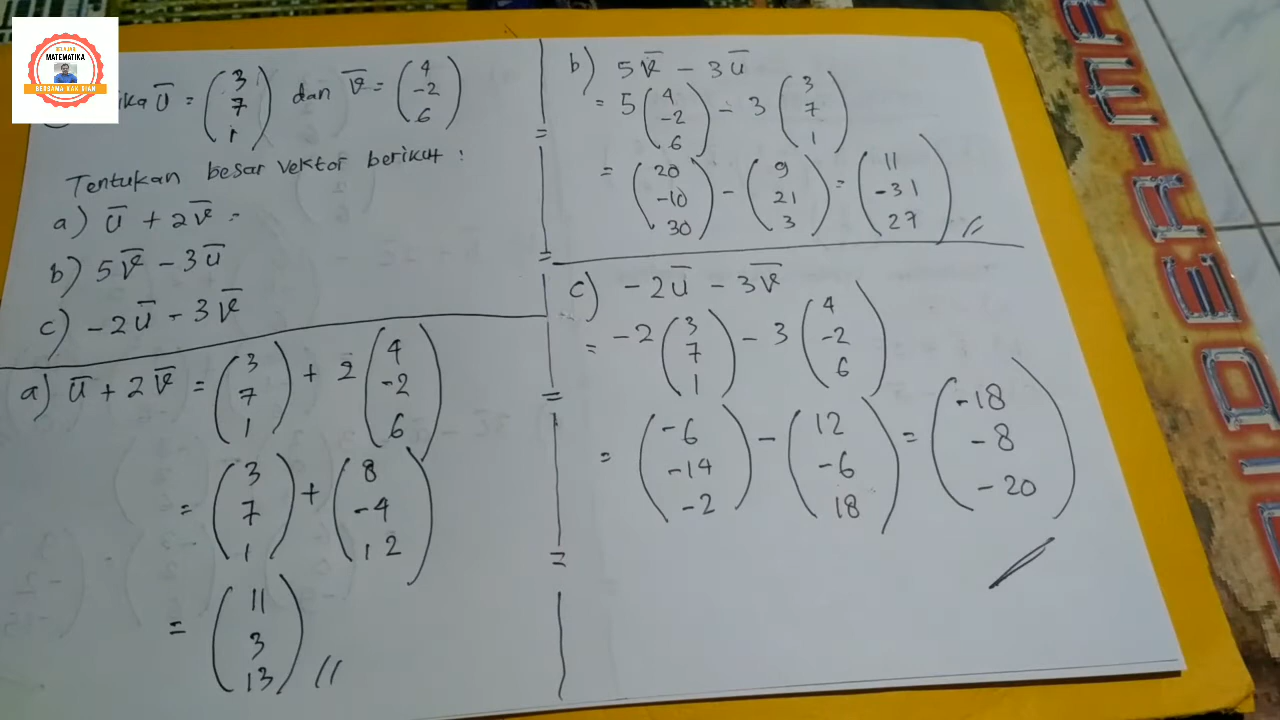 BELAJAR
MATEMATIKA
BERSAMA KAK DIAN
ika ū = (3 7 1) dan v̄ = (4 -2 6)
Tentukan besar vektor berikut :
a) ū + 2v̄ =
b) 5v̄ - 3ū
c) -2ū - 3v̄
a) ū + 2v̄ = (3 7 1) + 2 (4 -2 6)
= (3 7 1) + (8 -4 12)
= (11 3 13) //
b) 5v̄ - 3ū
= 5 (4 -2 6) - 3 (3 7 1)
= (20 -10 30) - (9 21 3) = (11 -31 27) //
c) -2ū - 3v̄
= -2 (3 7 1) - 3 (4 -2 6)
= (-6 -14 -2) - (12 -6 18) = (-18 -8 -20)